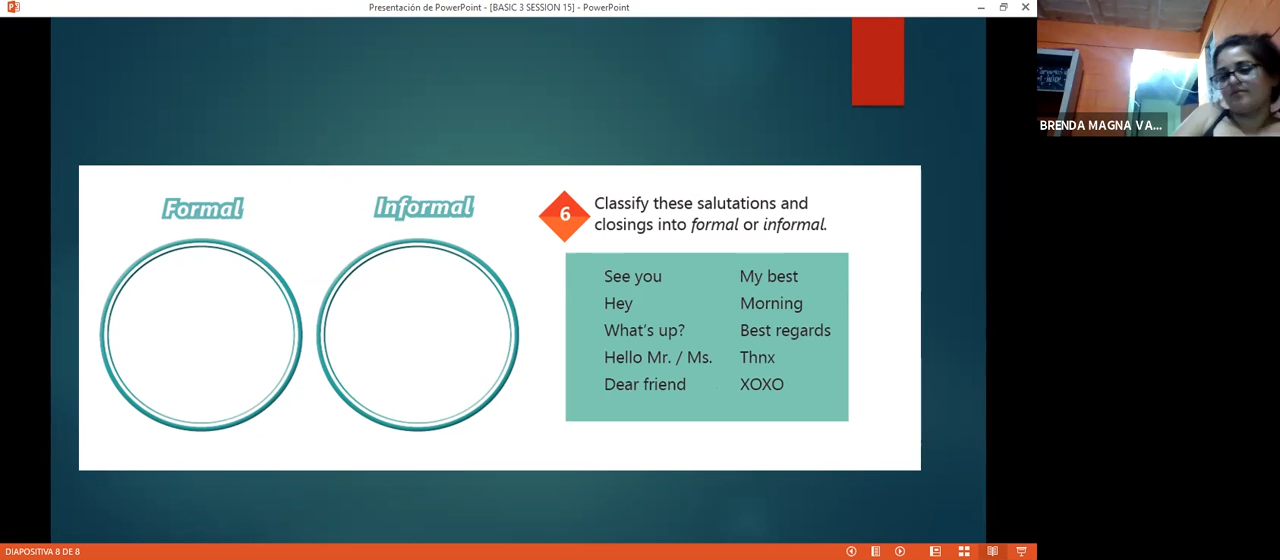 Presentación de PowerPoint - [BASIC 3 SESSION 15] - PowerPoint
BRENDA MAGNA VA...
Formal
Informal
6
Classify these salutations and
closings into formal or informal.
See you
My best
Hey
Morning
What's up?
Best regards
Hello Mr. / Ms.
Thnx
Dear friend
XOXO
DIAPOSITIVA 8 DE 8